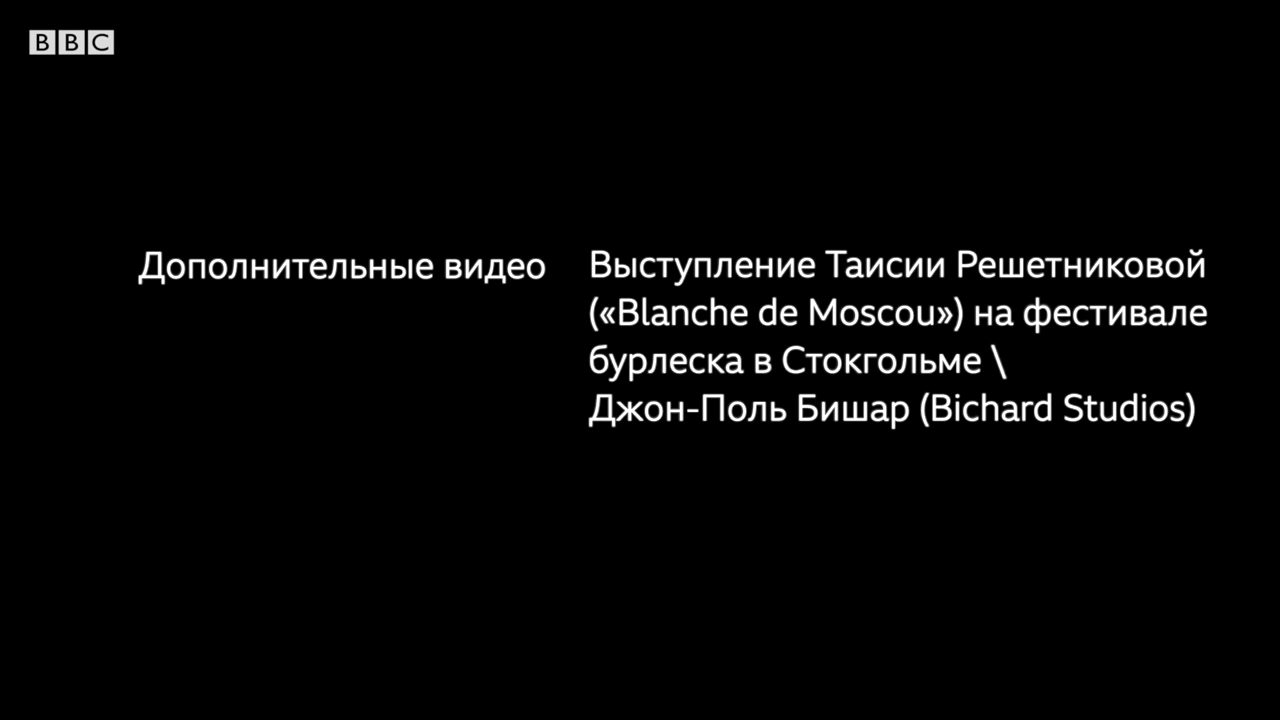 BBC
Дополнительные видео
Выступление Таисии Решетниковой
(«Blanche de Moscou») на фестивале
бурлеска в Стокгольме \
Джон-Поль Бишар (Bichard Studios)